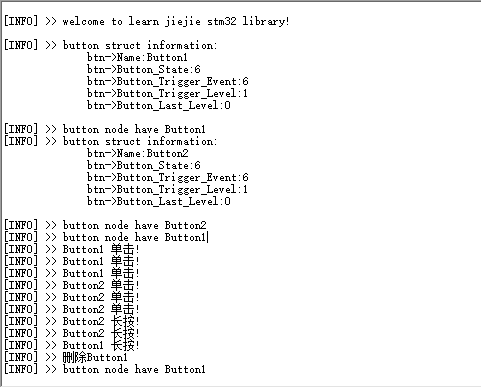 [INFO] >> welcome to learn jiejie stm32 library!
[INFO] >> button struct information:
btn->Name:Button1
btn->Button_State:6
btn->Button_Trigger_Event:6
btn->Button_Trigger_Level:1
btn->Button_Last_Level:0
[INFO] >> button node have Button1
[INFO] >> button struct information:
btn->Name:Button2
btn->Button_State:6
btn->Button_Trigger_Event:6
btn->Button_Trigger_Level:1
btn->Button_Last_Level:0
[INFO] >> button node have Button2
[INFO] >> button node have Button1
[INFO] >> Button1 单击!
[INFO] >> Button1 单击!
[INFO] >> Button1 单击!
[INFO] >> Button2 单击!
[INFO] >> Button2 单击!
[INFO] >> Button2 单击!
[INFO] >> Button2 长按!
[INFO] >> Button2 长按!
[INFO] >> Button1 长按!
[INFO] >> 删除Button1
[INFO] >> button node have Button1